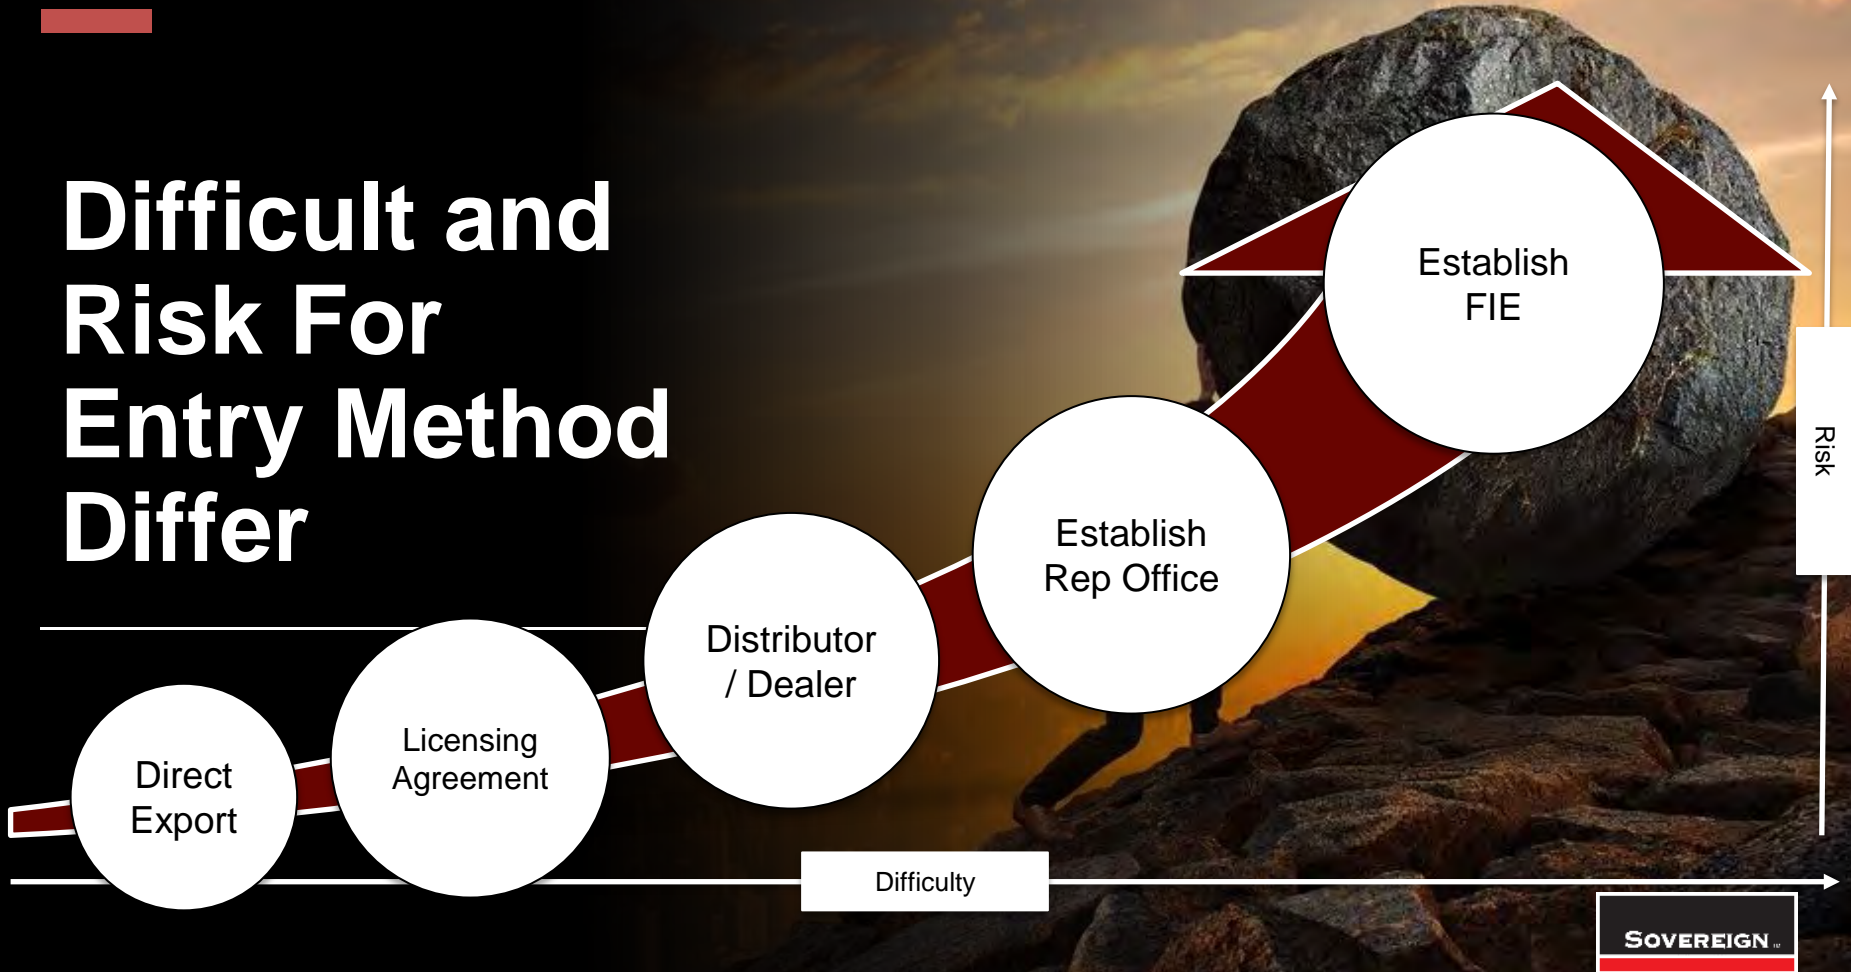 Difficult and
Risk For
Entry Method
Differ
Direct
Export
Licensing
Agreement
Distributor
/ Dealer
Establish
Rep Office
Establish
FIE
Risk
Difficulty
SOVEREIGN